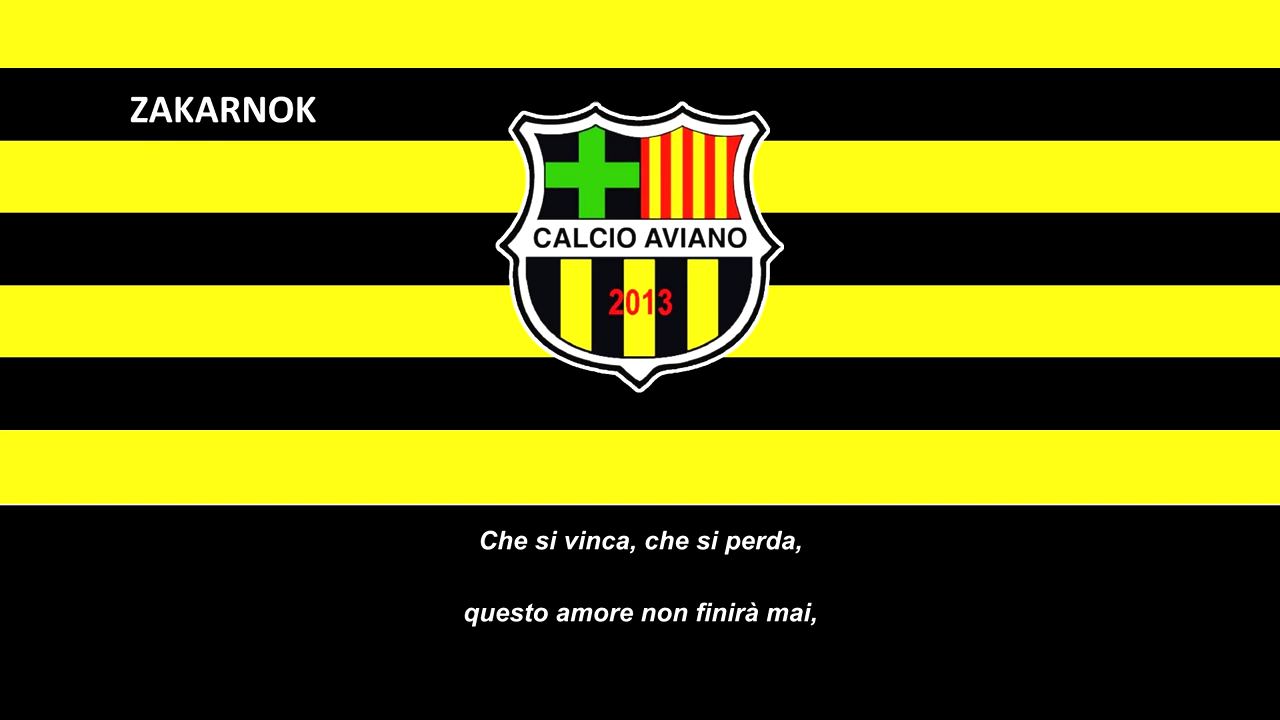 ZAKARNOK
CALCIO AVIANO
2013
Che si vinca, che si perda,
questo amore non finirà mai,